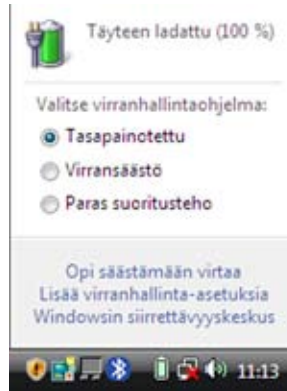 Täyteen ladattu (100 %)
Valitse virranhallintaohjelma:
Tasapainotettu
Virransäästö
Paras suoritusteho
Opi säästämään virtaa
Lisää virranhallinta-asetuksia
Windowsin siirrettävyyskeskus
11:13